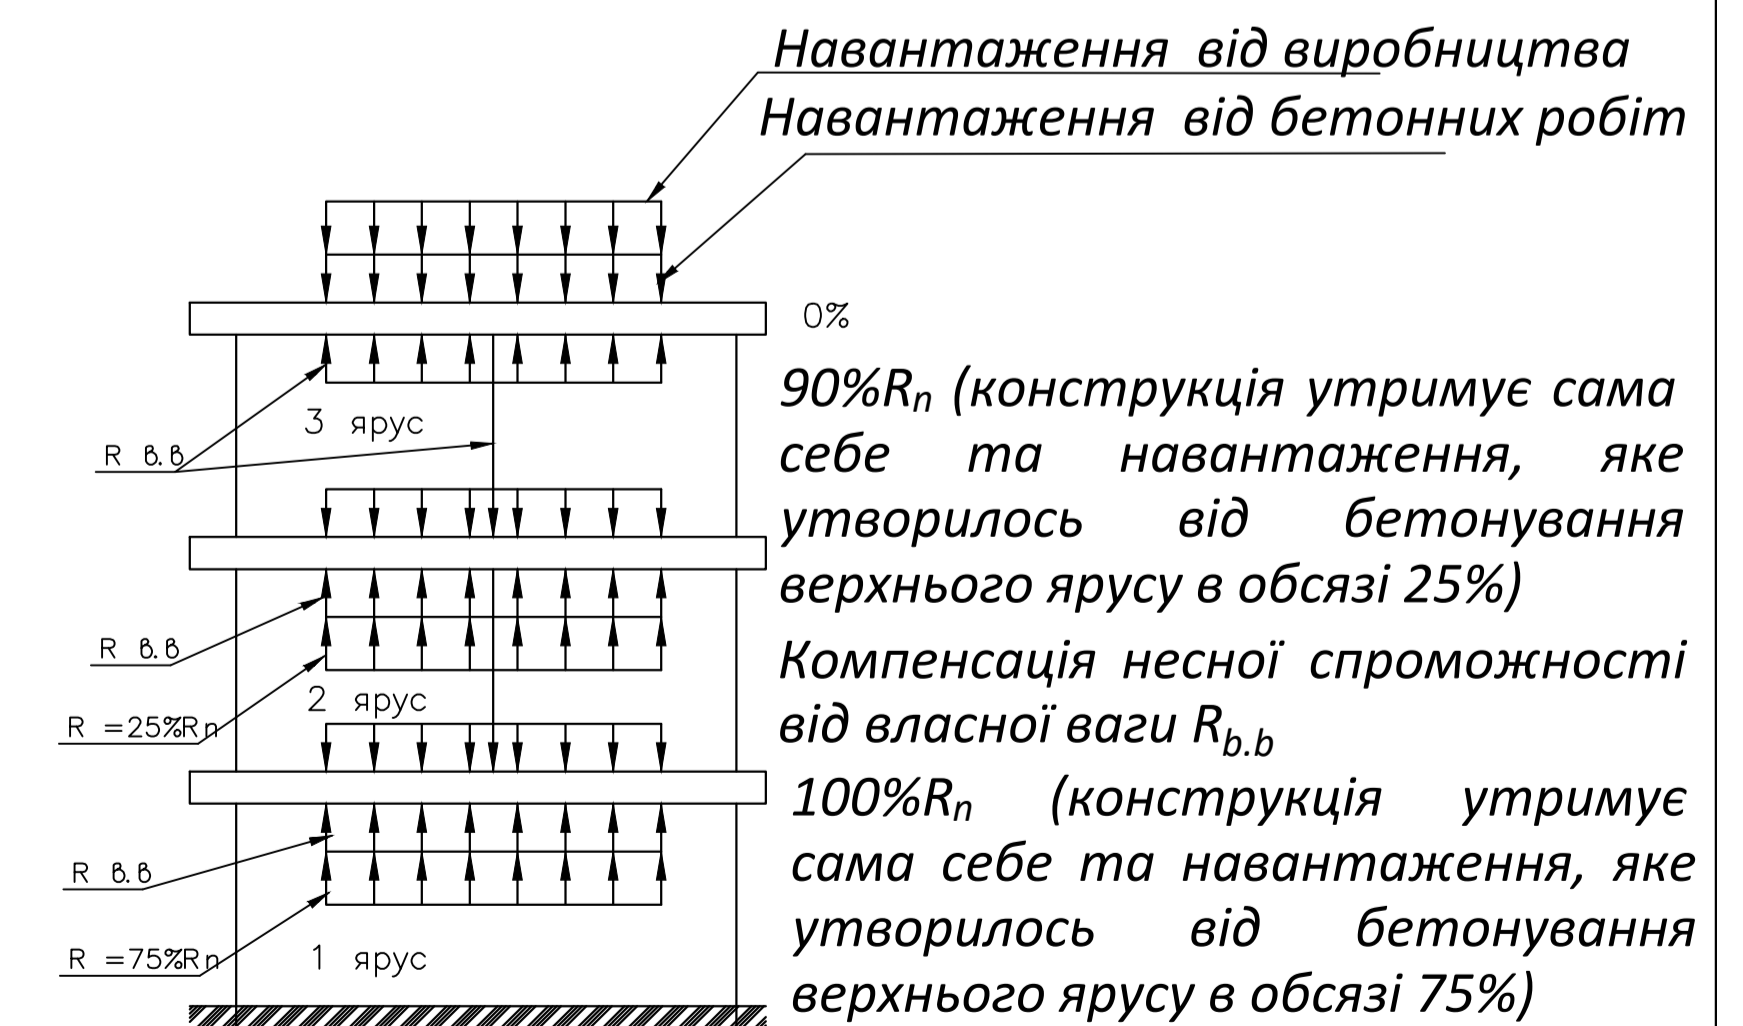 Навантаження від виробництва
Навантаження від бетонних робіт
0%
90%Rn (конструкція утримує сама
себе та навантаження, яке
утворилось від бетонування
верхнього ярусу в обсязі 25%)
3 ярус
R в.в
R в.в
Компенсація несної спроможності
від власної ваги Rb.b
2 ярус
R =25%Rn
100%Rn (конструкція утримує
сама себе та навантаження, яке
утворилось від бетонування
верхнього ярусу в обсязі 75%)
R в.в
R =75%Rn
1 ярус